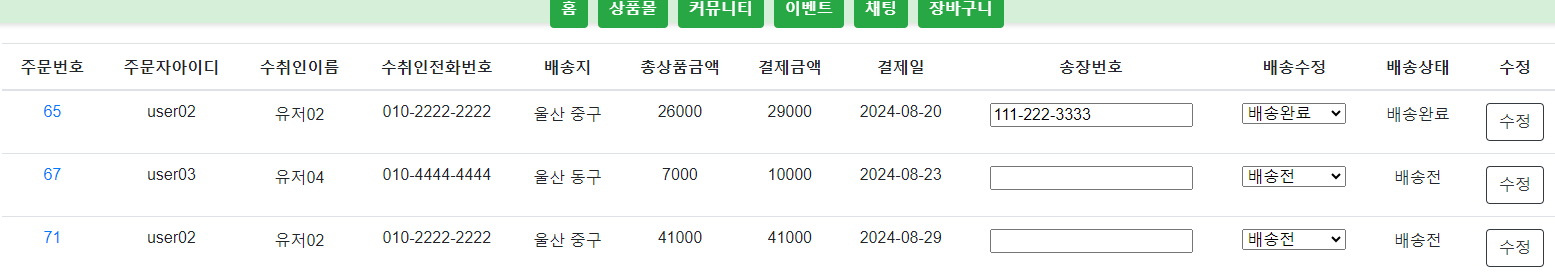 홈 상품몰 커뮤니티 이벤트 채팅 장바구니
주문번호 주문자아이디 수취인이름 수취인전화번호 배송지 총상품금액 결제금액 결제일 송장번호 배송수정 배송상태 수정
65 user02 유저02 010-2222-2222 울산 중구 26000 29000 2024-08-20 111-222-3333 배송완료 배송완료 수정
67 user03 유저04 010-4444-4444 울산 동구 7000 10000 2024-08-23 배송전 배송전 수정
71 user02 유저02 010-2222-2222 울산 중구 41000 41000 2024-08-29 배송전 배송전 수정